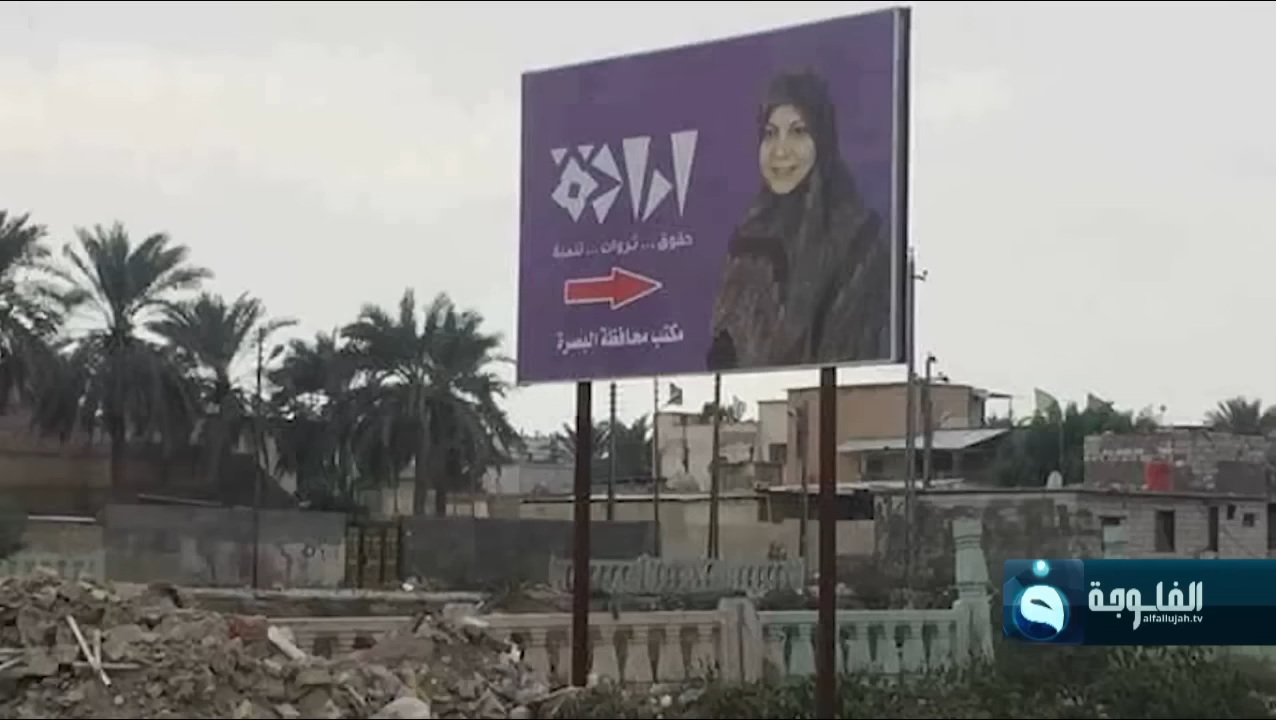 ارادة
حقوق ... ثروات ... تنمية
مكتب محافظة البصرة
الفلوجة
alfallujah.tv